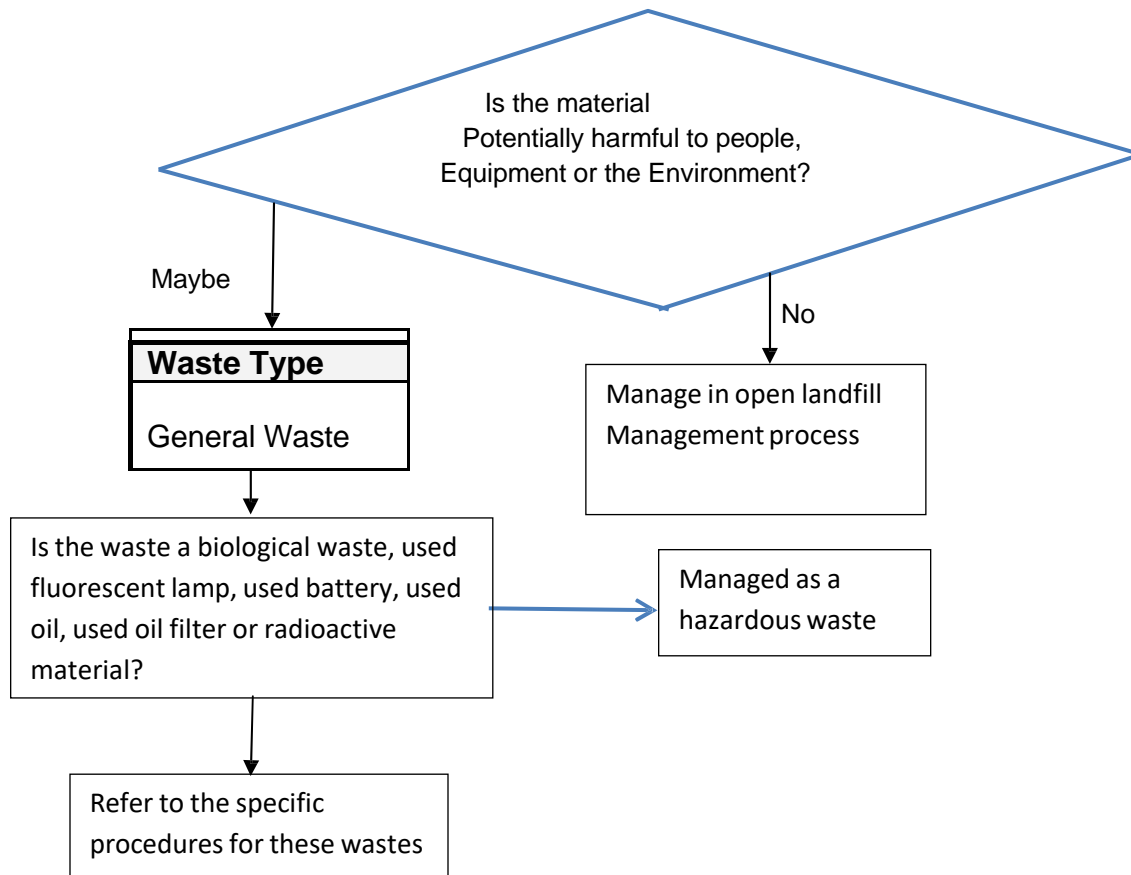 Is the material
Potentially harmful to people,
Equipment or the Environment?
Maybe
No
Waste Type
General Waste
Manage in open landfill
Management process
Is the waste a biological waste, used
fluorescent lamp, used battery, used
oil, used oil filter or radioactive
material?
Managed as a
hazardous waste
Refer to the specific
procedures for these wastes